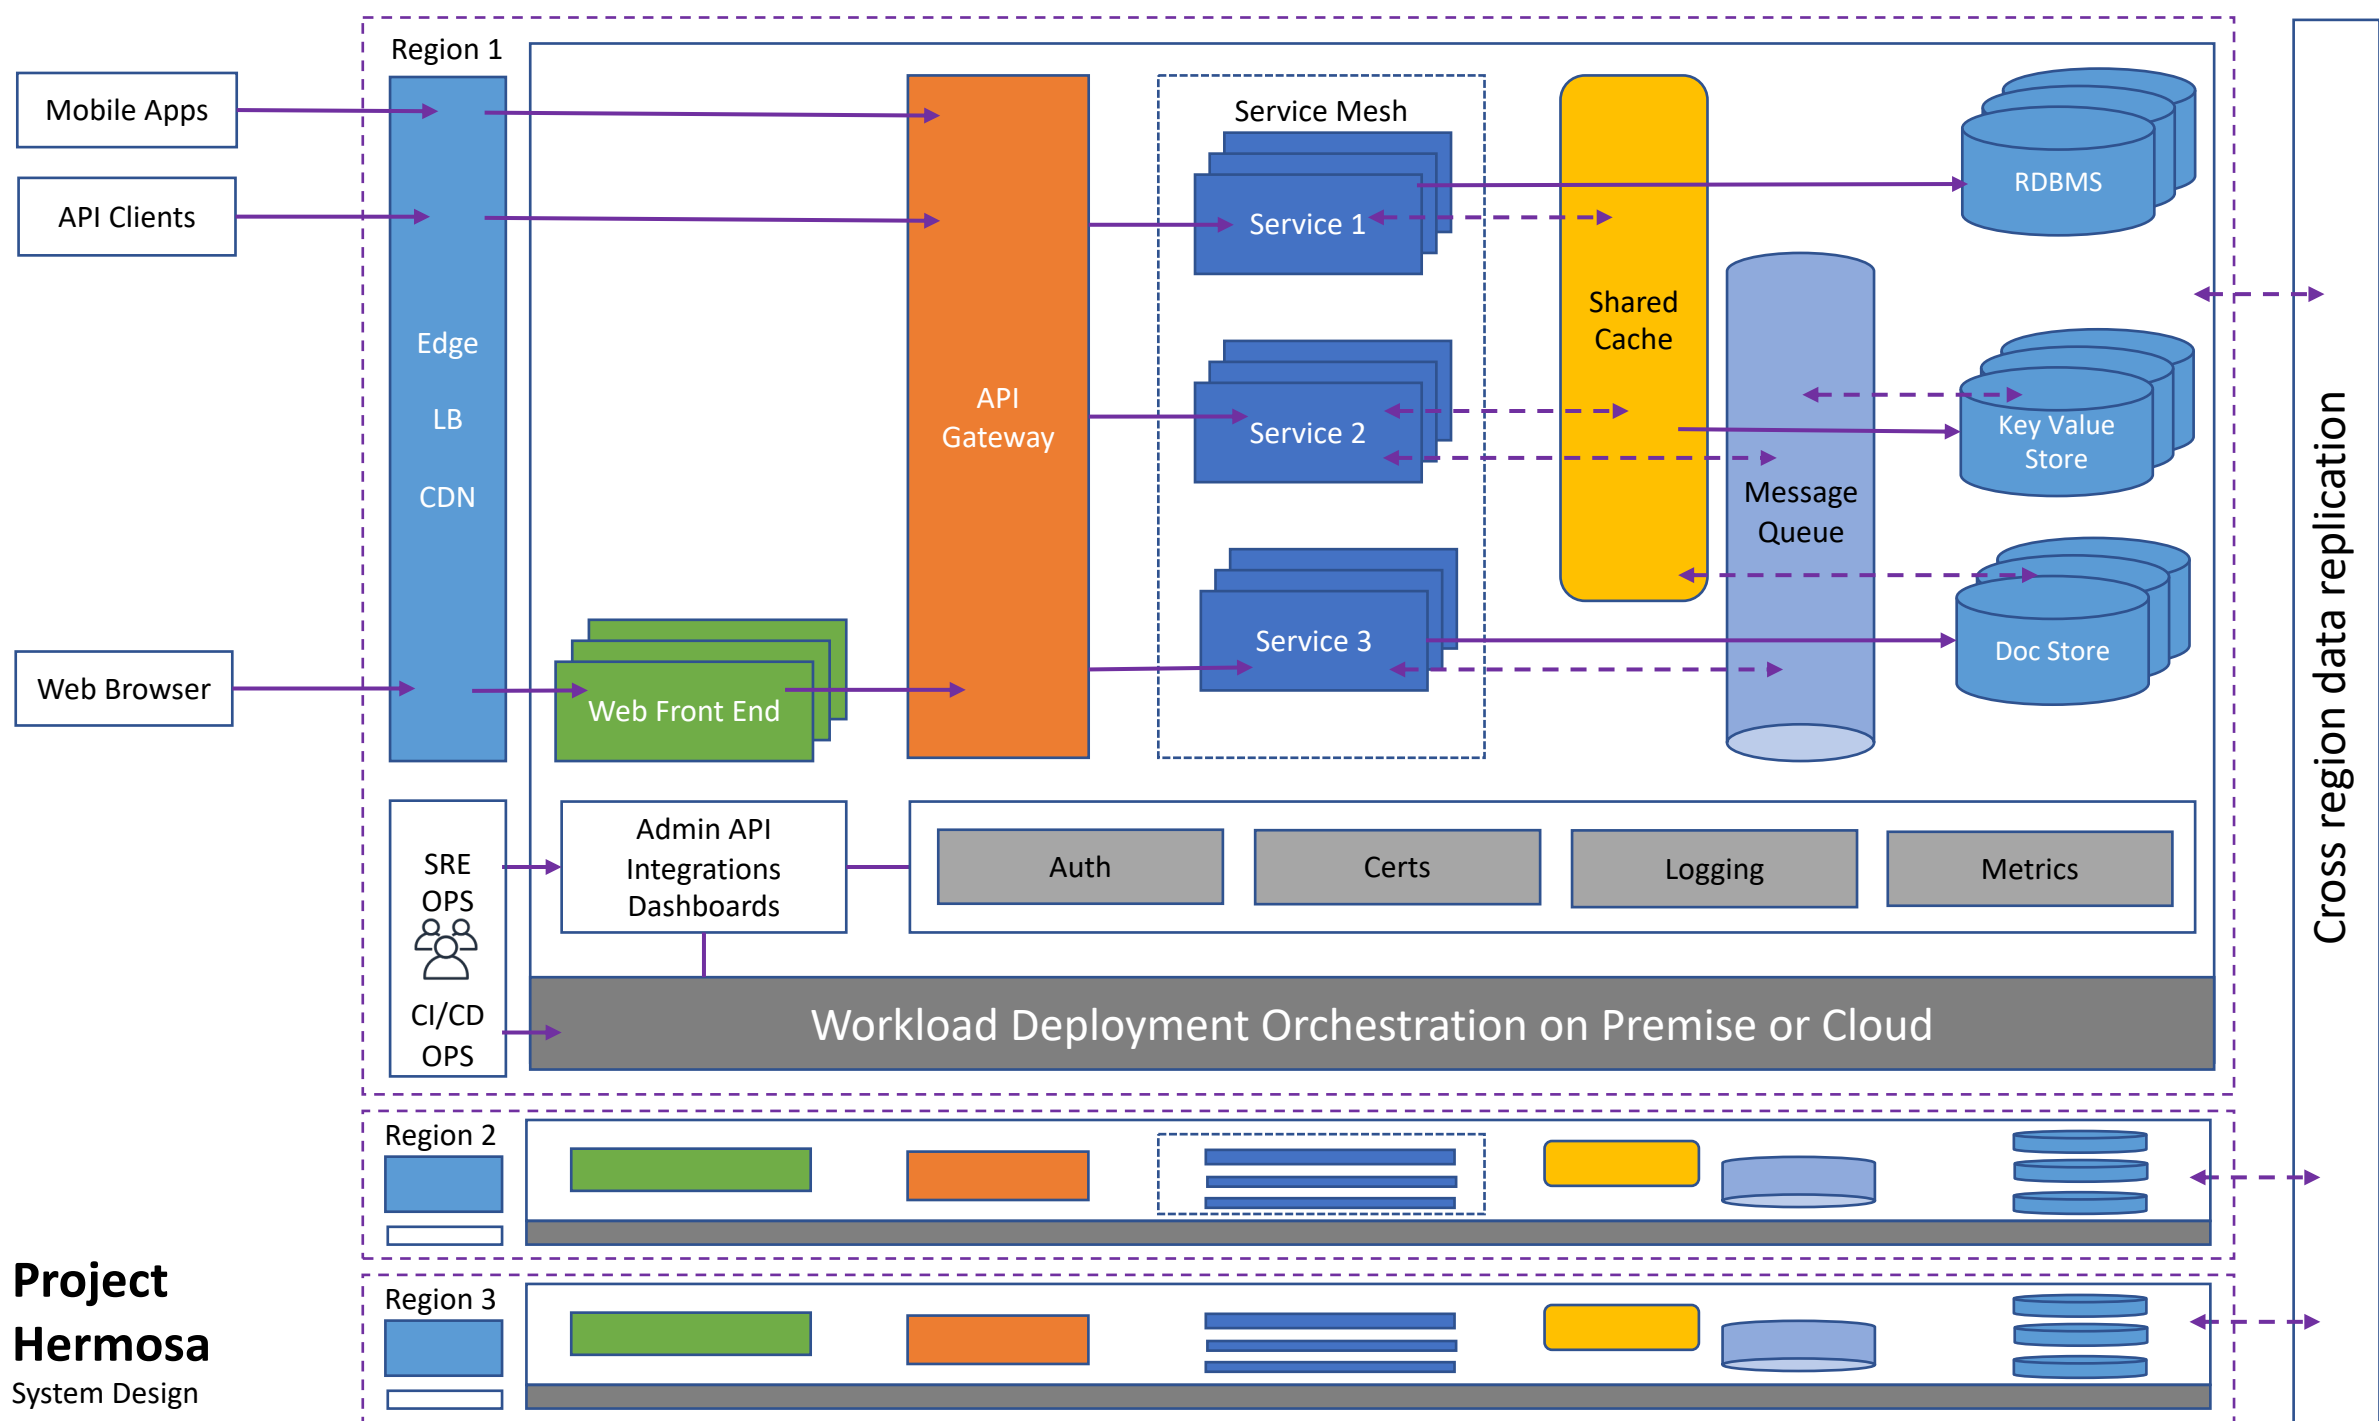 Region 1
Mobile Apps
API Clients
Web Browser
Edge
LB
CDN
Web Front End
API
Gateway
Service Mesh
Service 1
Service 2
Service 3
Shared
Cache
Message
Queue
RDBMS
Key Value
Store
Doc Store
Cross region data replication
SRE
OPS
CI/CD
OPS
Admin API
Integrations
Dashboards
Auth
Certs
Logging
Metrics
Workload Deployment Orchestration on Premise or Cloud
Region 2
Region 3
Project
Hermosa
System Design